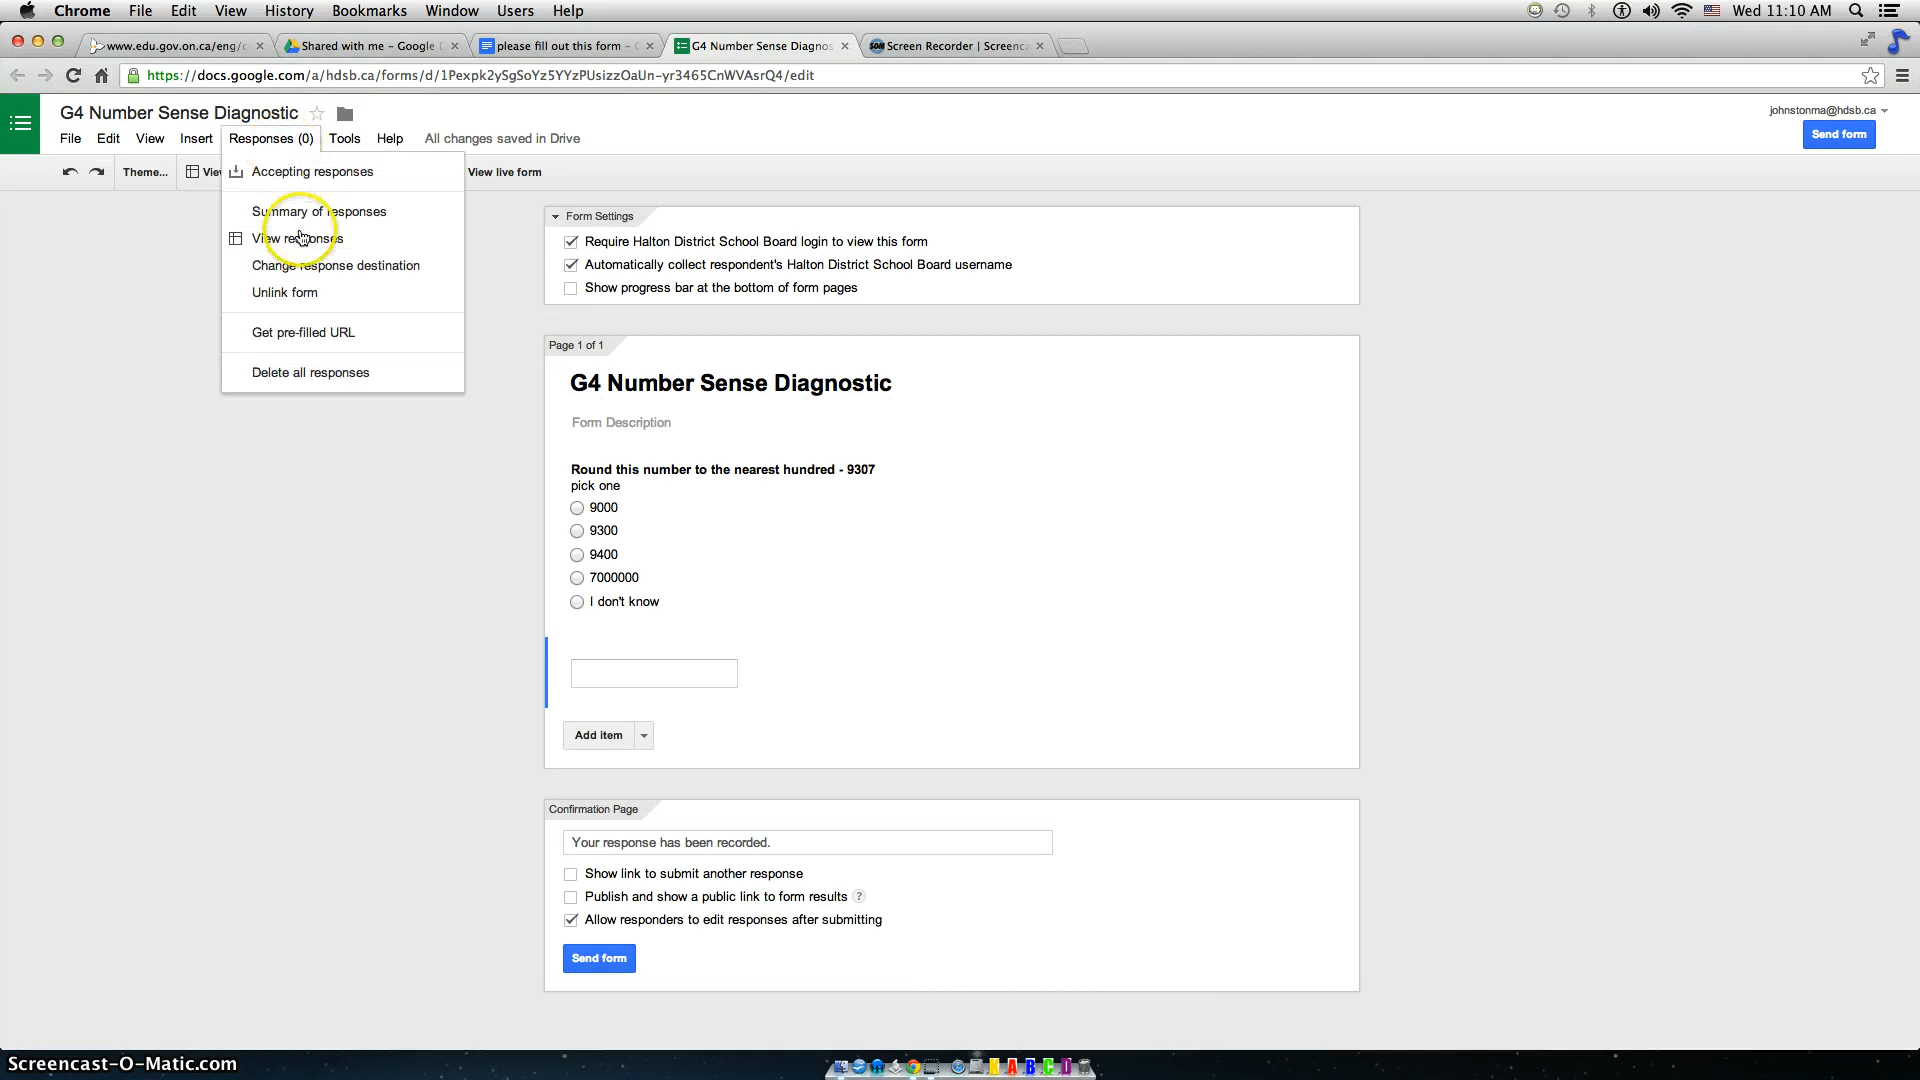 Chrome File Edit View History Bookmarks Window Users Help Wed 11:10 AM
www.edu.gov.on.ca/eng/c Shared with me – Google D please fill out this form – G G4 Number Sense Diagnos Screen Recorder | Screenca
https://docs.google.com/a/hdsb.ca/forms/d/1Pexpk2ySgSoYz5YYzPUsizzOaUn-yr3465CnWVAsrQ4/edit
G4 Number Sense Diagnostic
johnstonma@hdsb.ca
File Edit View Insert Responses (0) Tools Help All changes saved in Drive
Send form
Theme... View live form
Accepting responses
Summary of responses
View responses
Change response destination
Unlink form
Get pre-filled URL
Delete all responses
Form Settings
Require Halton District School Board login to view this form
Automatically collect respondent's Halton District School Board username
Show progress bar at the bottom of form pages
Page 1 of 1
G4 Number Sense Diagnostic
Form Description
Round this number to the nearest hundred - 9307
pick one
9000
9300
9400
7000000
I don't know
Add item
Confirmation Page
Your response has been recorded.
Show link to submit another response
Publish and show a public link to form results ?
Allow responders to edit responses after submitting
Send form
Screencast-O-Matic.com